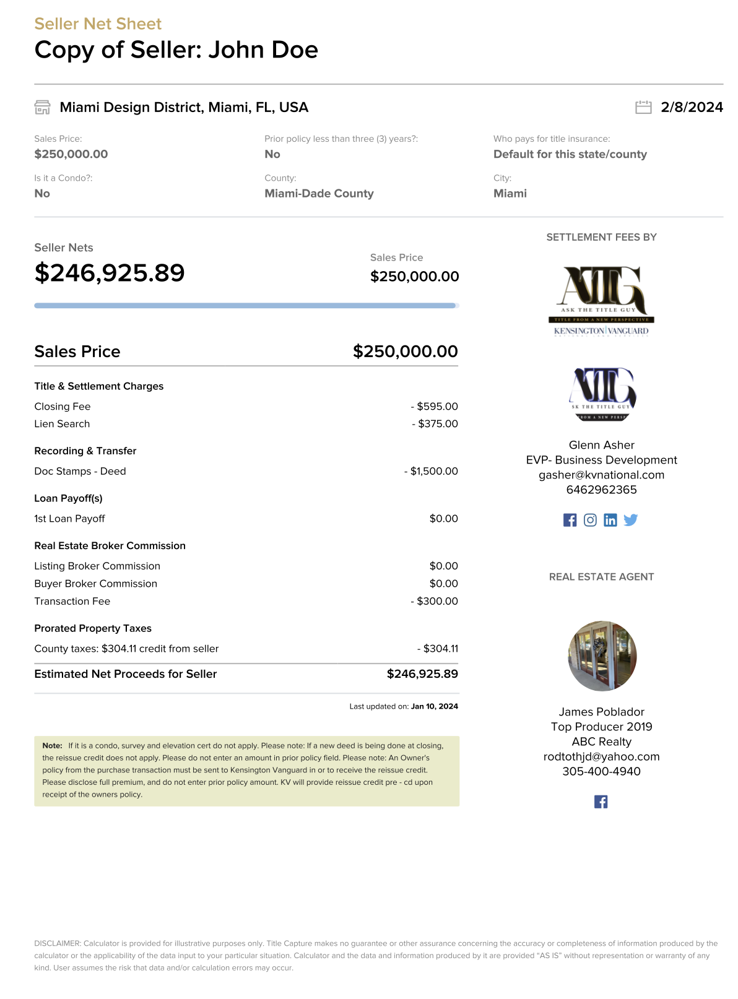 Seller Net Sheet
Copy of Seller: John Doe
Miami Design District, Miami, FL, USA
2/8/2024
Sales Price:
$250,000.00
Prior policy less than three (3) years?:
No
Who pays for title insurance:
Default for this state/county
Is it a Condo?:
No
County:
Miami-Dade County
City:
Miami
Seller Nets
$246,925.89
Sales Price
$250,000.00
Sales Price $250,000.00
Title & Settlement Charges
Closing Fee - $595.00
Lien Search - $375.00
Recording & Transfer
Doc Stamps - Deed - $1,500.00
Loan Payoff(s)
1st Loan Payoff $0.00
Real Estate Broker Commission
Listing Broker Commission $0.00
Buyer Broker Commission $0.00
Transaction Fee - $300.00
Prorated Property Taxes
County taxes: $304.11 credit from seller - $304.11
Estimated Net Proceeds for Seller $246,925.89
Last updated on: Jan 10, 2024
Note: If it is a condo, survey and elevation cert do not apply. Please note: If a new deed is being done at closing,
the reissue credit does not apply. Please do not enter an amount in prior policy field. Please note: An Owner's
policy from the purchase transaction must be sent to Kensington Vanguard in or to receive the reissue credit.
Please disclose full premium, and do not enter prior policy amount. KV will provide reissue credit pre - cd upon
receipt of the owners policy.
SETTLEMENT FEES BY
ATTG
ASK THE TITLE GUY
TITLE FROM A NEW PERSPECTIVE
KENSINGTON VANGUARD
ATTG
SK THE TITLE GUY
ROM A NEW PERSP
Glenn Asher
EVP- Business Development
gasher@kvnational.com
6462962365
REAL ESTATE AGENT
James Poblador
Top Producer 2019
ABC Realty
rodtothjd@yahoo.com
305-400-4940
DISCLAIMER: Calculator is provided for illustrative purposes only. Title Capture makes no guarantee or other assurance concerning the accuracy or completeness of information produced by the
calculator or the applicability of the data input to your particular situation. Calculator and the data and information produced by it are provided “AS IS” without representation or warranty of any
kind. User assumes the risk that data and/or calculation errors may occur.